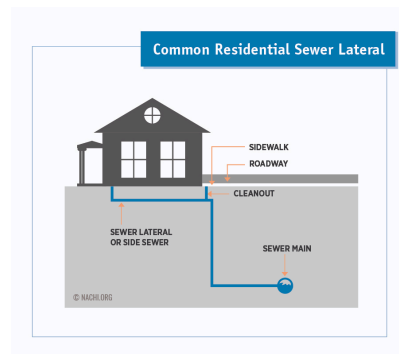 Common Residential Sewer Lateral
SIDEWALK
ROADWAY
CLEANOUT
SEWER LATERAL
OR SIDE SEWER
SEWER MAIN
© NACHI.ORG